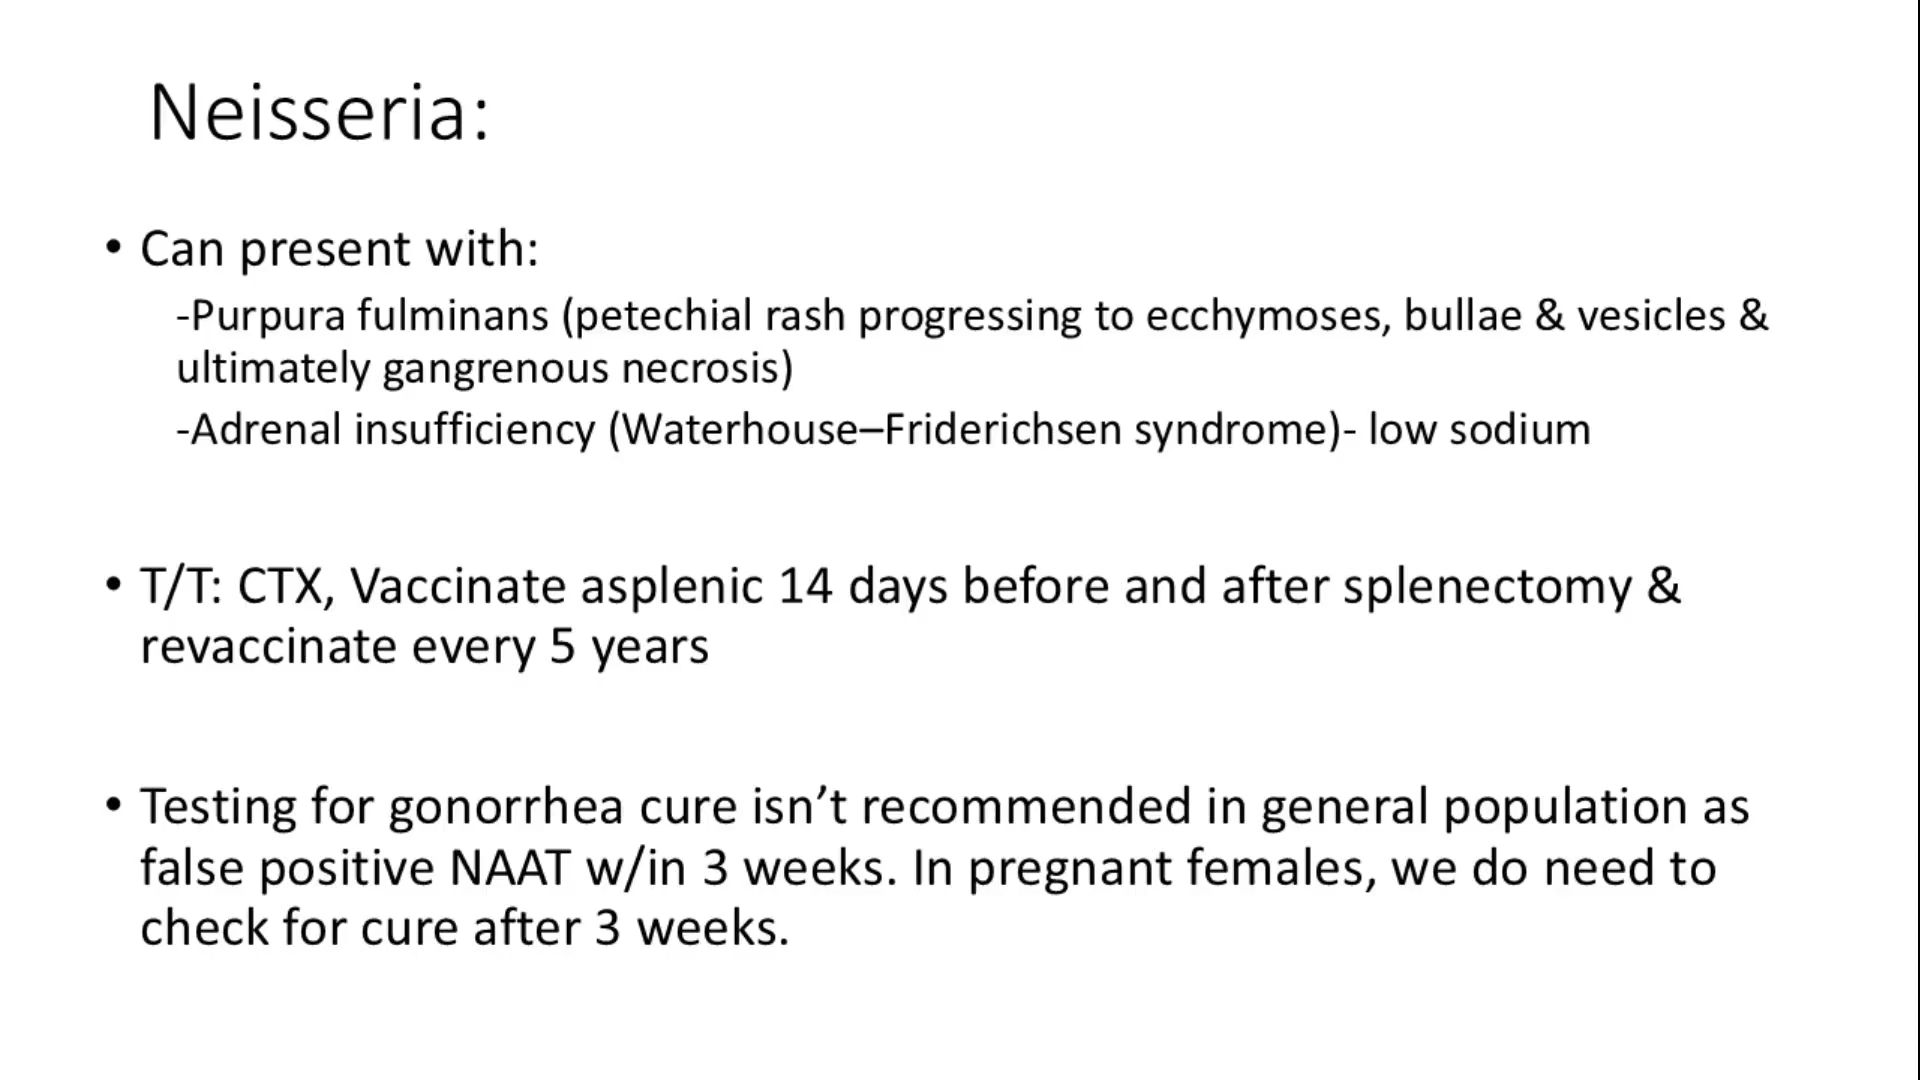 Neisseria:
• Can present with:
-Purpura fulminans (petechial rash progressing to ecchymoses, bullae & vesicles &
ultimately gangrenous necrosis)
-Adrenal insufficiency (Waterhouse–Friderichsen syndrome)- low sodium
• T/T: CTX, Vaccinate asplenic 14 days before and after splenectomy &
revaccinate every 5 years
• Testing for gonorrhea cure isn’t recommended in general population as
false positive NAAT w/in 3 weeks. In pregnant females, we do need to
check for cure after 3 weeks.